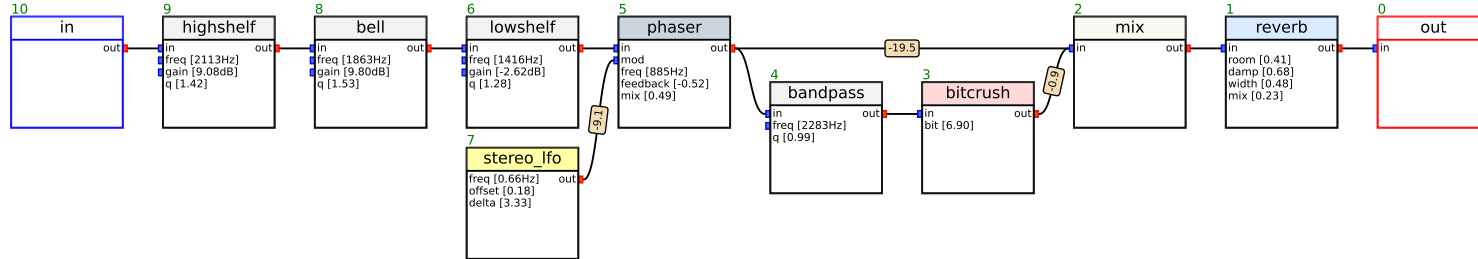 10
in
out
9
highshelf
in out
freq [2113Hz]
gain [9.08dB]
q [1.42]
8
bell
in out
freq [1863Hz]
gain [9.80dB]
q [1.53]
6
lowshelf
in out
freq [1416Hz]
gain [-2.62dB]
q [1.28]
7
stereo_lfo
freq [0.66Hz] out
offset [0.18]
delta [3.33]
-9.1
5
phaser
in out
mod
freq [885Hz]
feedback [-0.52]
mix [0.49]
-19.5
4
bandpass
in out
freq [2283Hz]
q [0.99]
3
bitcrush
in out
bit [6.90]
-0.9
2
mix
in out
1
reverb
in out
room [0.41]
damp [0.68]
width [0.48]
mix [0.23]
0
out
in